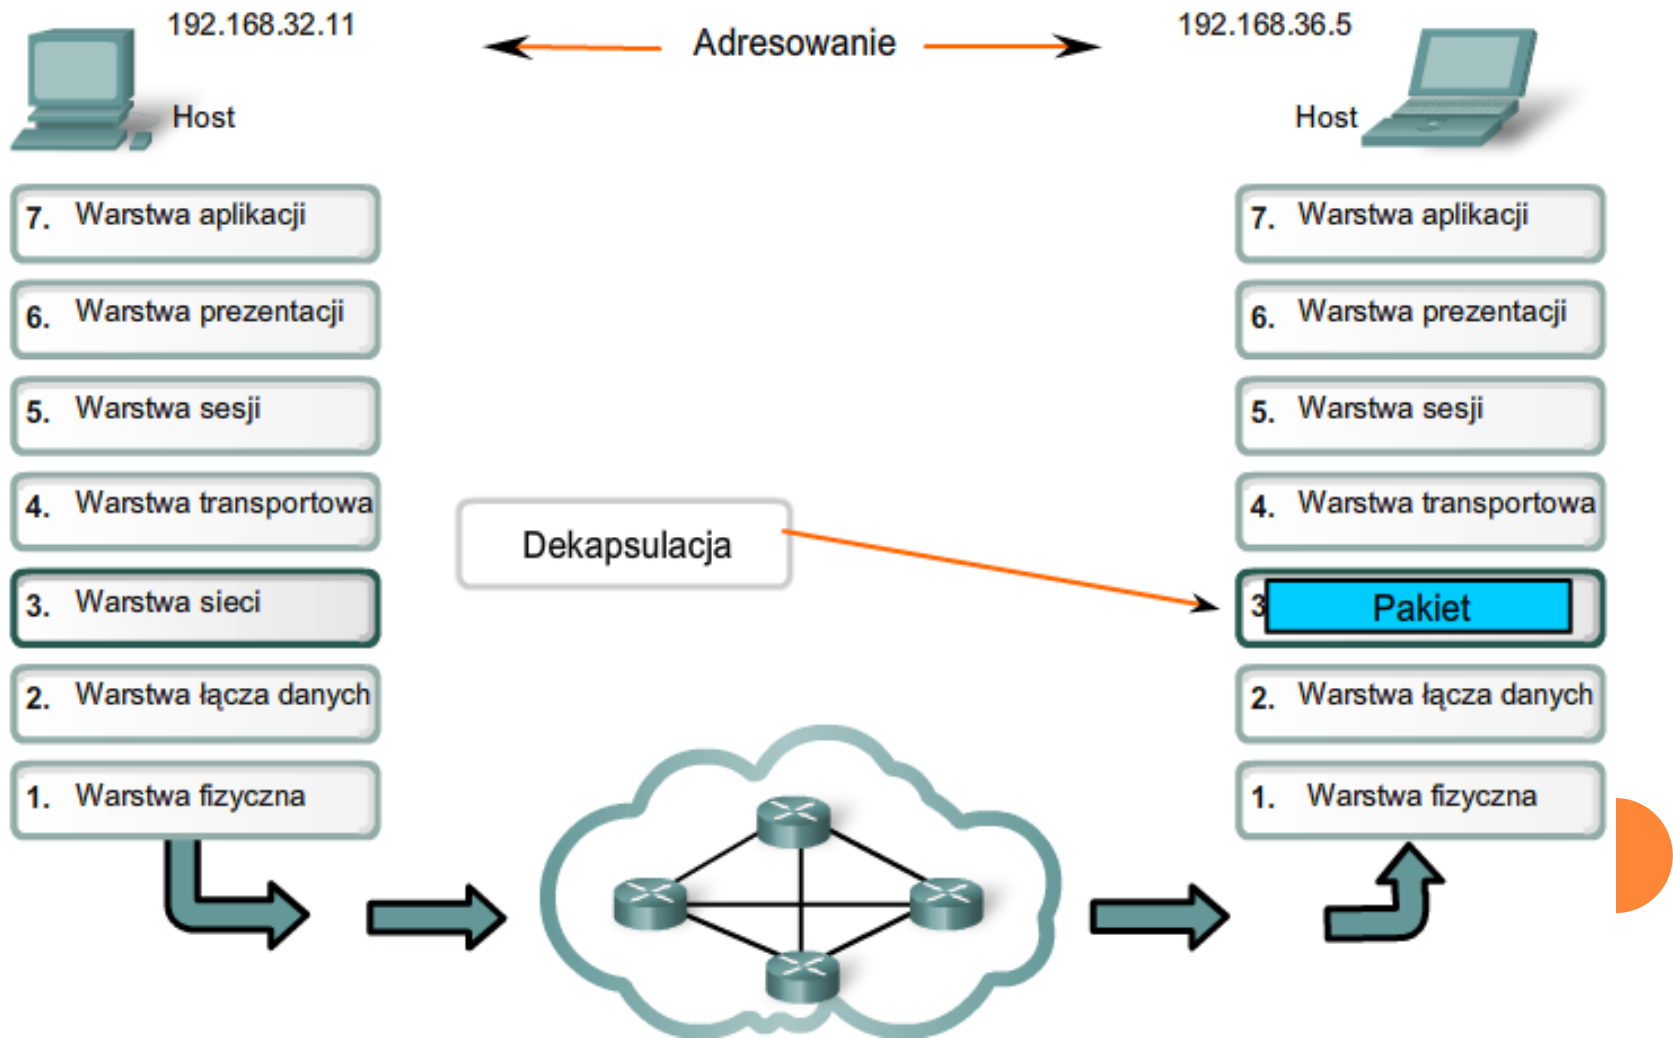 192.168.32.11
Adresowanie
192.168.36.5
Host
Host
7. Warstwa aplikacji
6. Warstwa prezentacji
5. Warstwa sesji
4. Warstwa transportowa
3. Warstwa sieci
2. Warstwa łącza danych
1. Warstwa fizyczna
Dekapsulacja
7. Warstwa aplikacji
6. Warstwa prezentacji
5. Warstwa sesji
4. Warstwa transportowa
3 Pakiet
2. Warstwa łącza danych
1. Warstwa fizyczna